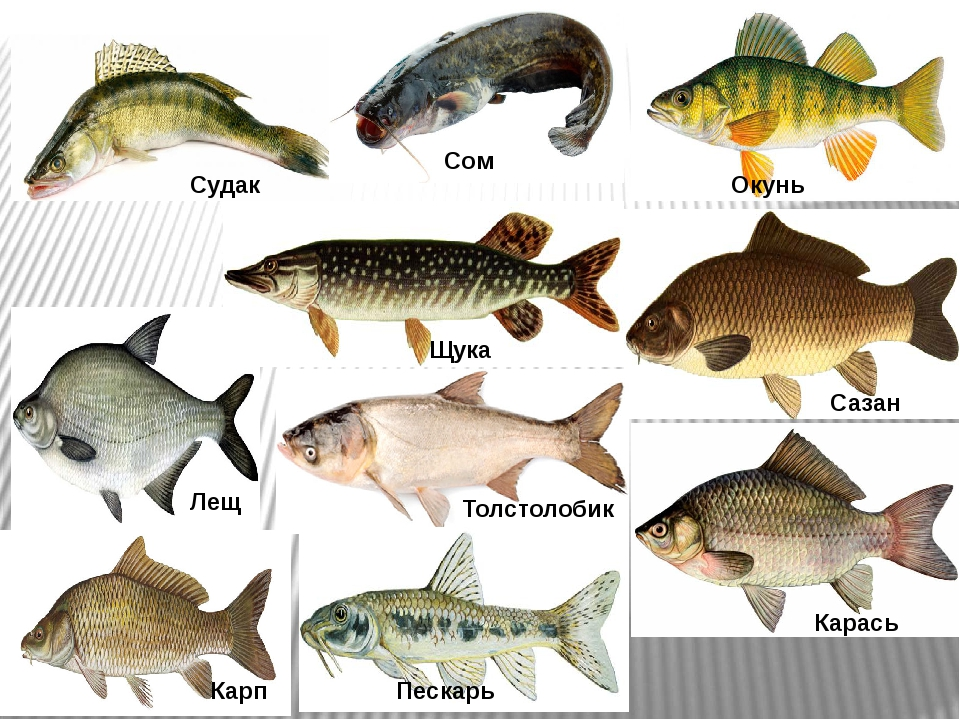 Судак
Сом
Окунь
Щука
Сазан
Лещ
Толстолобик
Карась
Карп
Пескарь